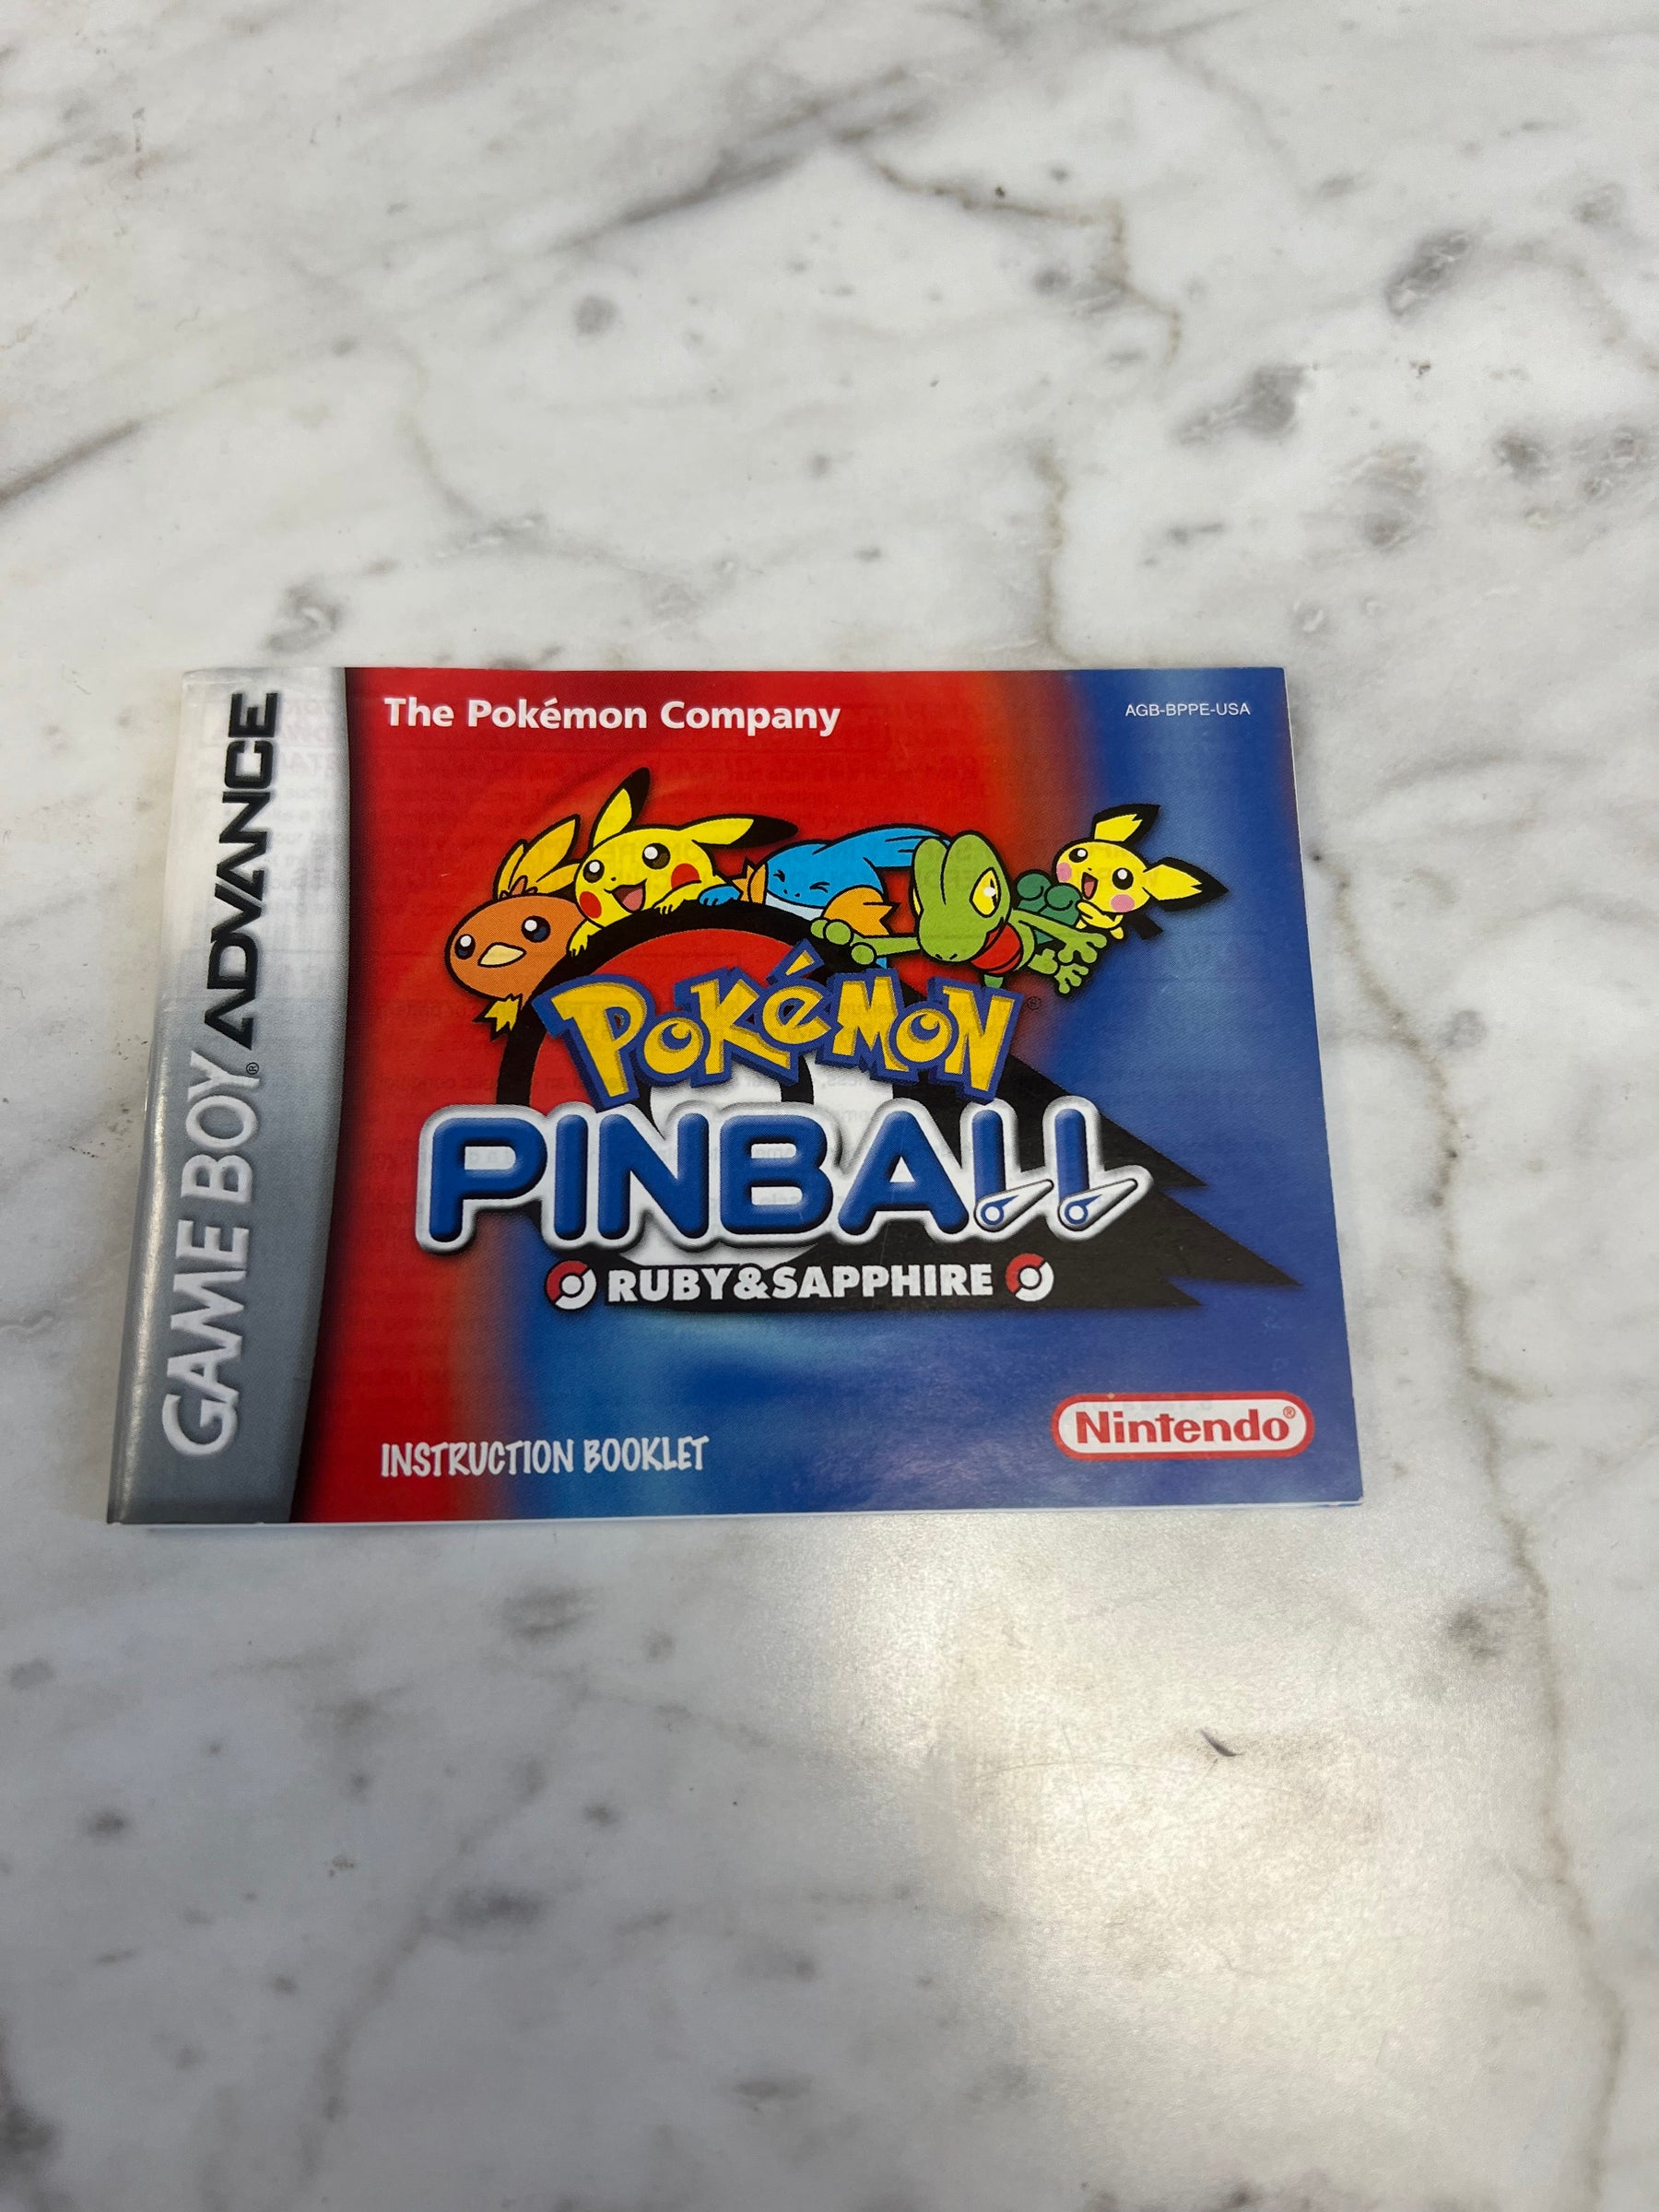 GAME BOY® ADVANCE
The Pokémon Company
AGB-BPPE-USA
POKéMON®
PINBALL
RUBY&SAPPHIRE
INSTRUCTION BOOKLET
Nintendo®